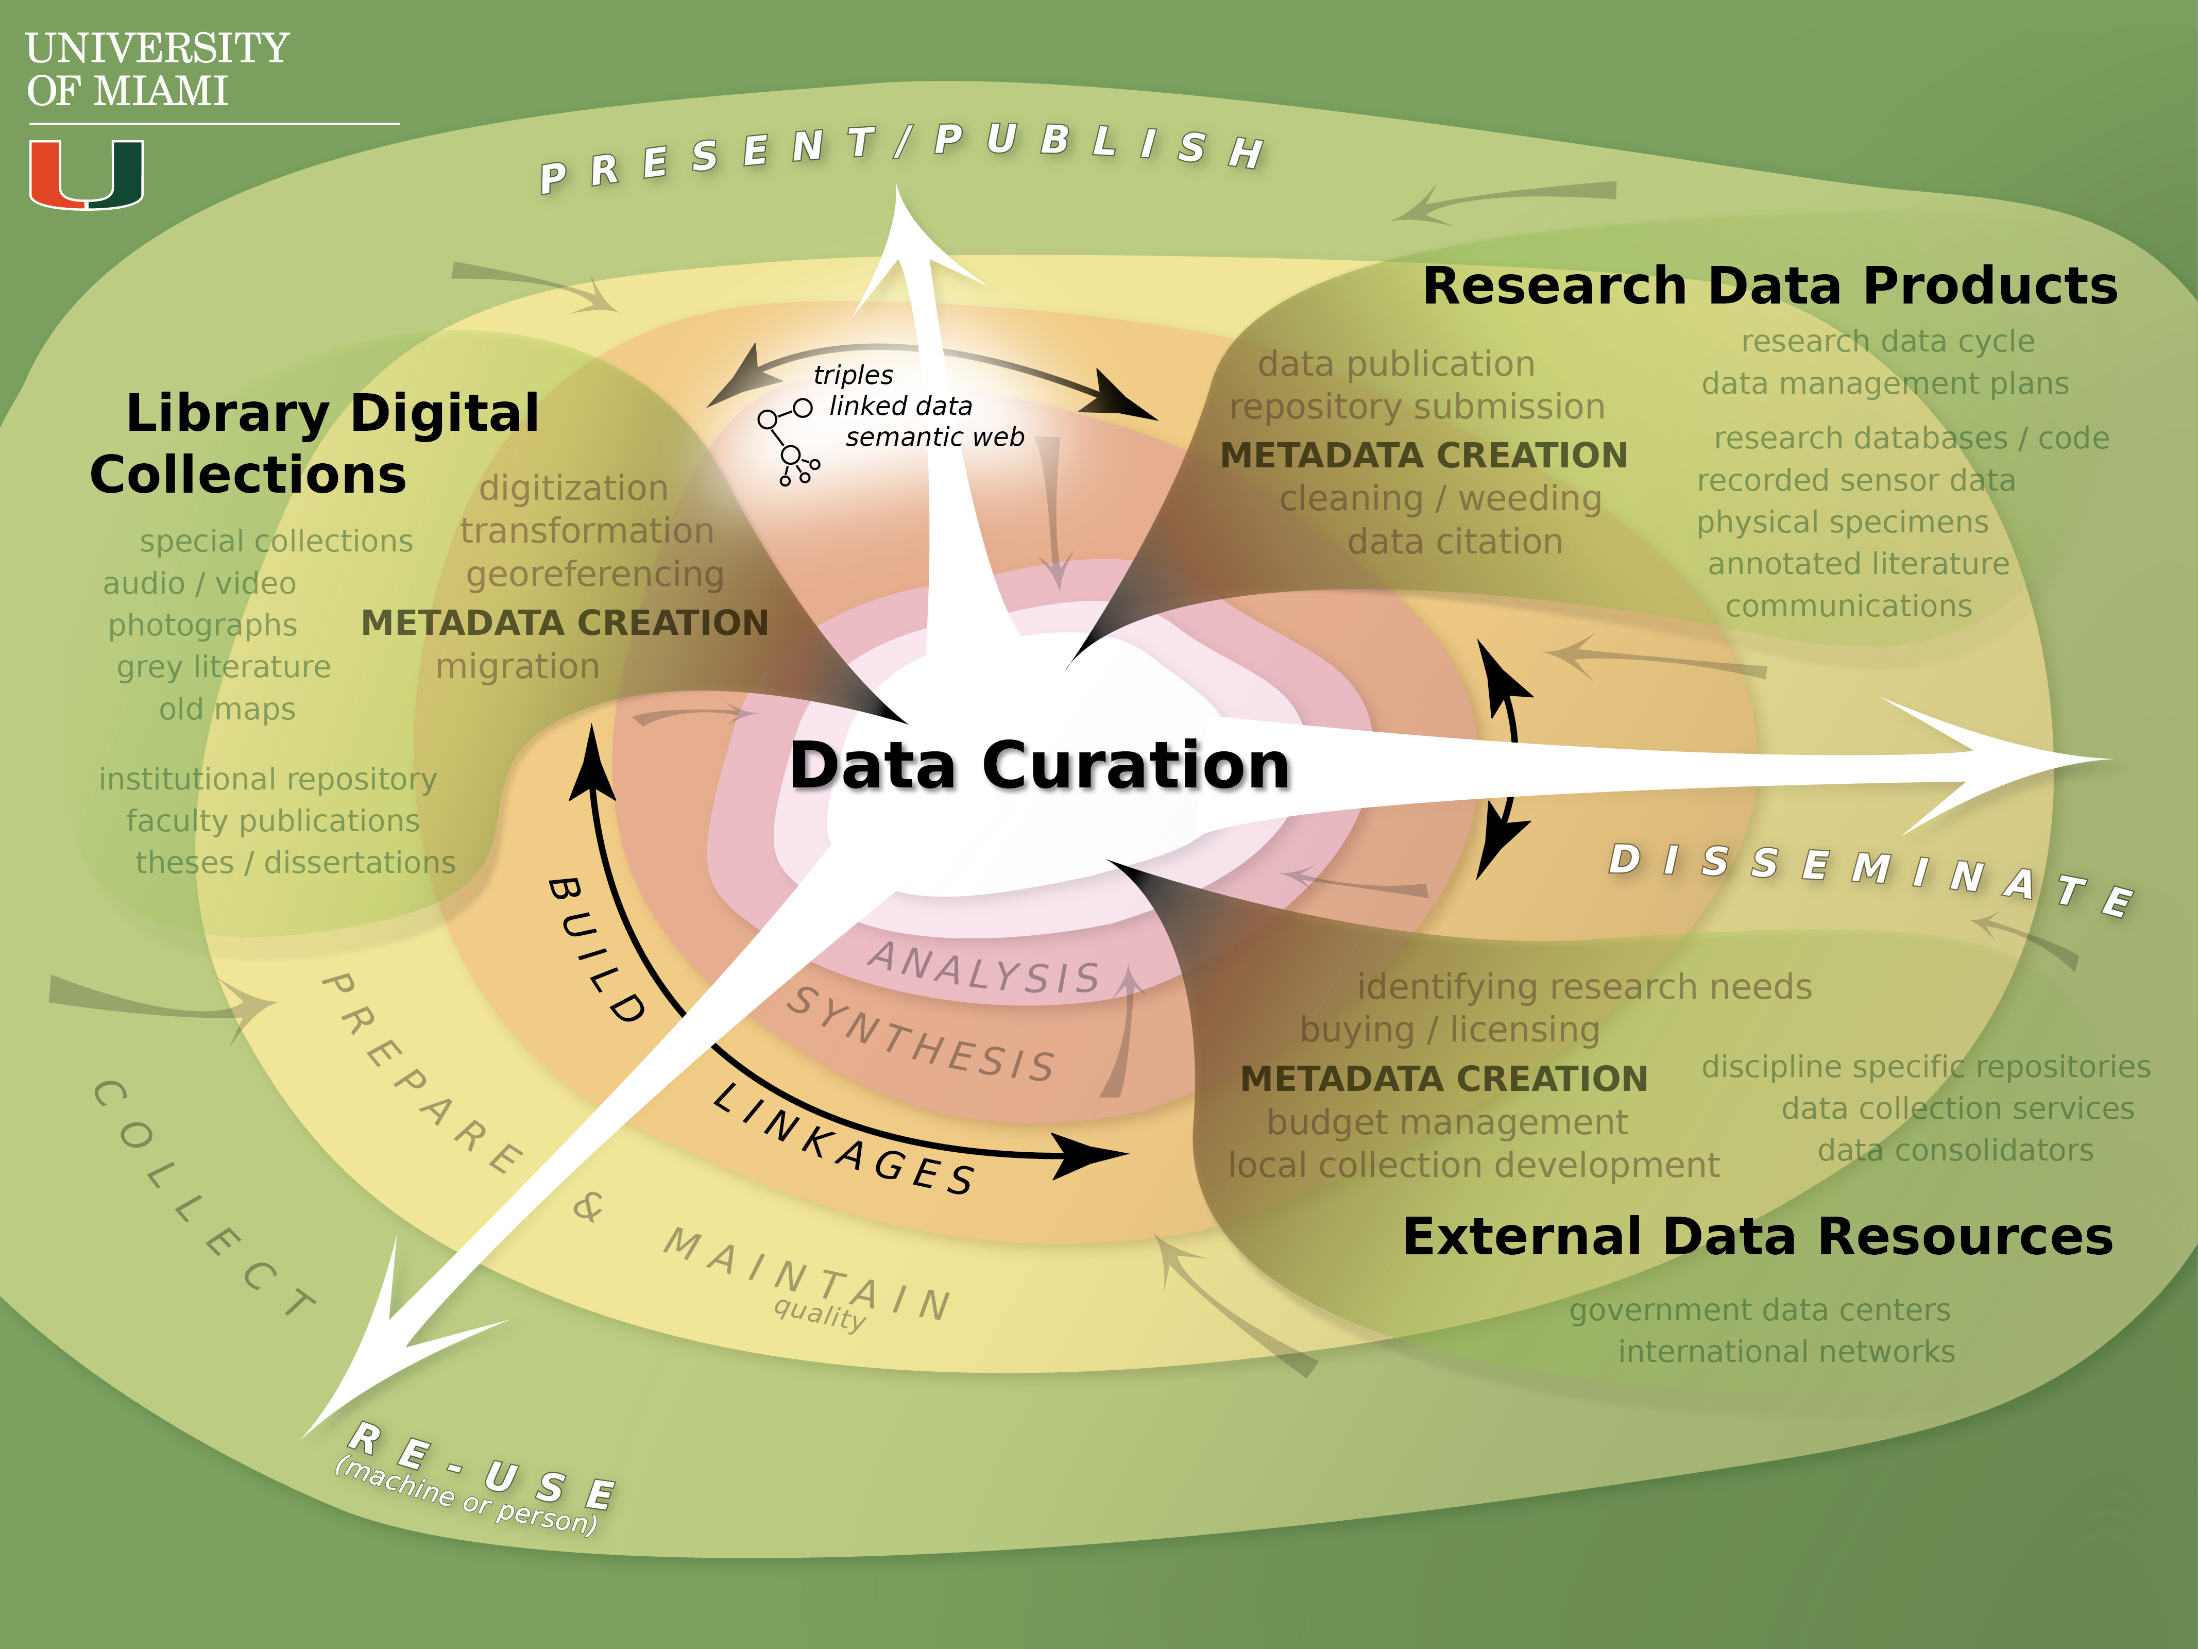 UNIVERSITY
OF MIAMI
PRESENT/PUBLISH
Library Digital
Collections
special collections
audio / video
photographs
grey literature
old maps
institutional repository
faculty publications
theses / dissertations
digitization
transformation
georeferencing
METADATA CREATION
migration
triples
linked data
semantic web
Research Data Products
data publication
repository submission
METADATA CREATION
cleaning / weeding
data citation
research data cycle
data management plans
research databases / code
recorded sensor data
physical specimens
annotated literature
communications
Data Curation
DISSEMINATE
ANALYSIS
SYNTHESIS
BUILD
LINKAGES
PREPARE & MAINTAIN
quality
COLLECT
RE-USE
(machine or person)
identifying research needs
buying / licensing
METADATA CREATION
budget management
local collection development
discipline specific repositories
data collection services
data consolidators
External Data Resources
government data centers
international networks